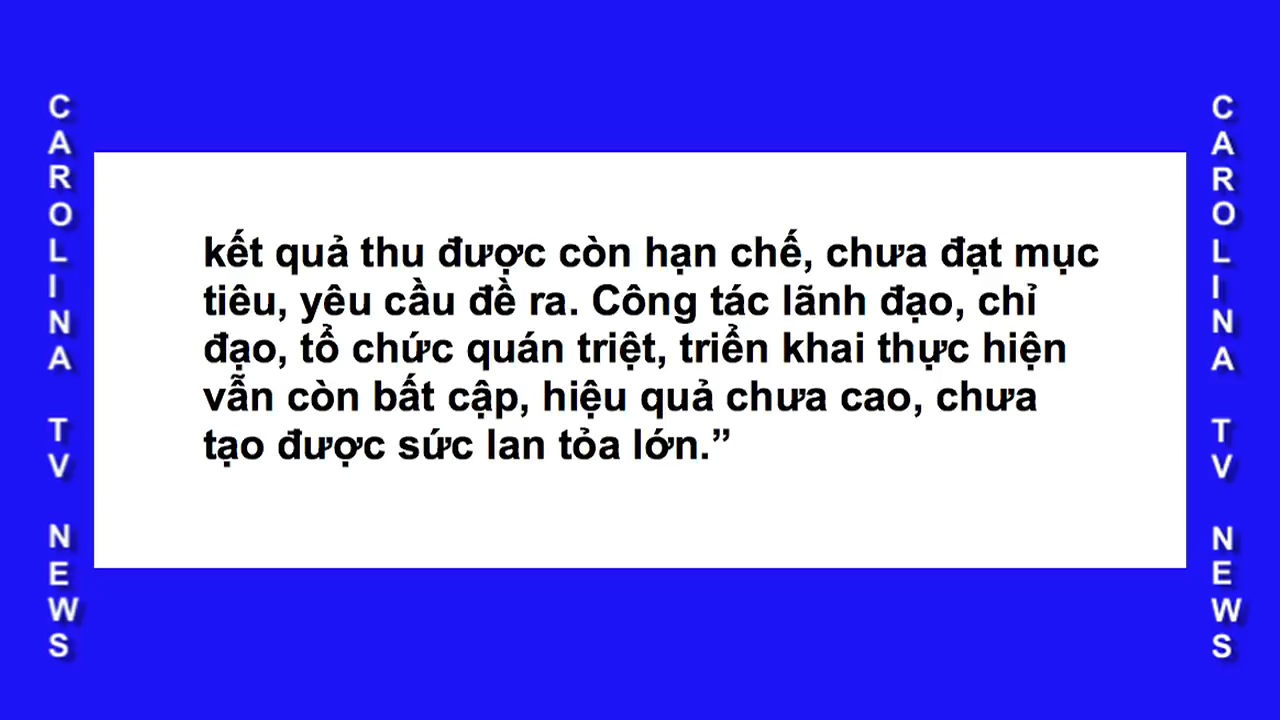 CAROLINA TV NEWS
kết quả thu được còn hạn chế, chưa đạt mục
tiêu, yêu cầu đề ra. Công tác lãnh đạo, chỉ
đạo, tổ chức quán triệt, triển khai thực hiện
vẫn còn bất cập, hiệu quả chưa cao, chưa
tạo được sức lan tỏa lớn.”
CAROLINA TV NEWS